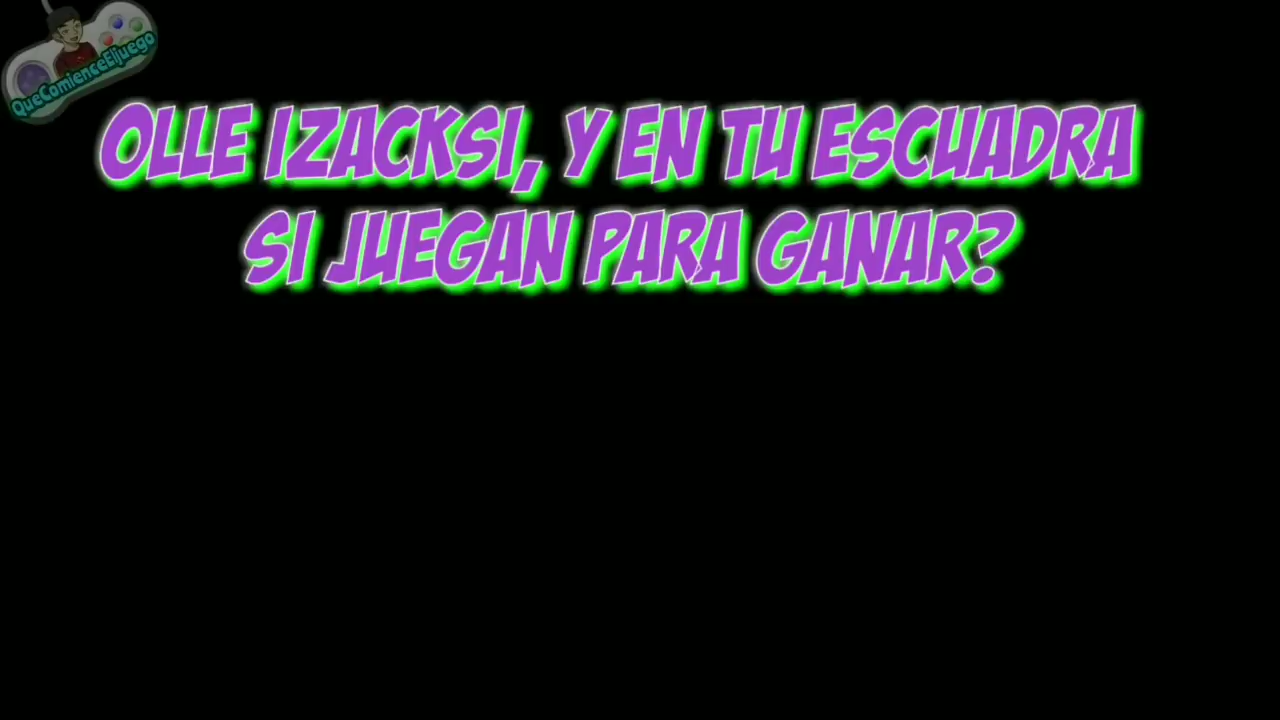 QueComienceElJuego
OLLE IZACKSI, Y EN TU ESCUADRA
SI JUEGAN PARA GANAR?